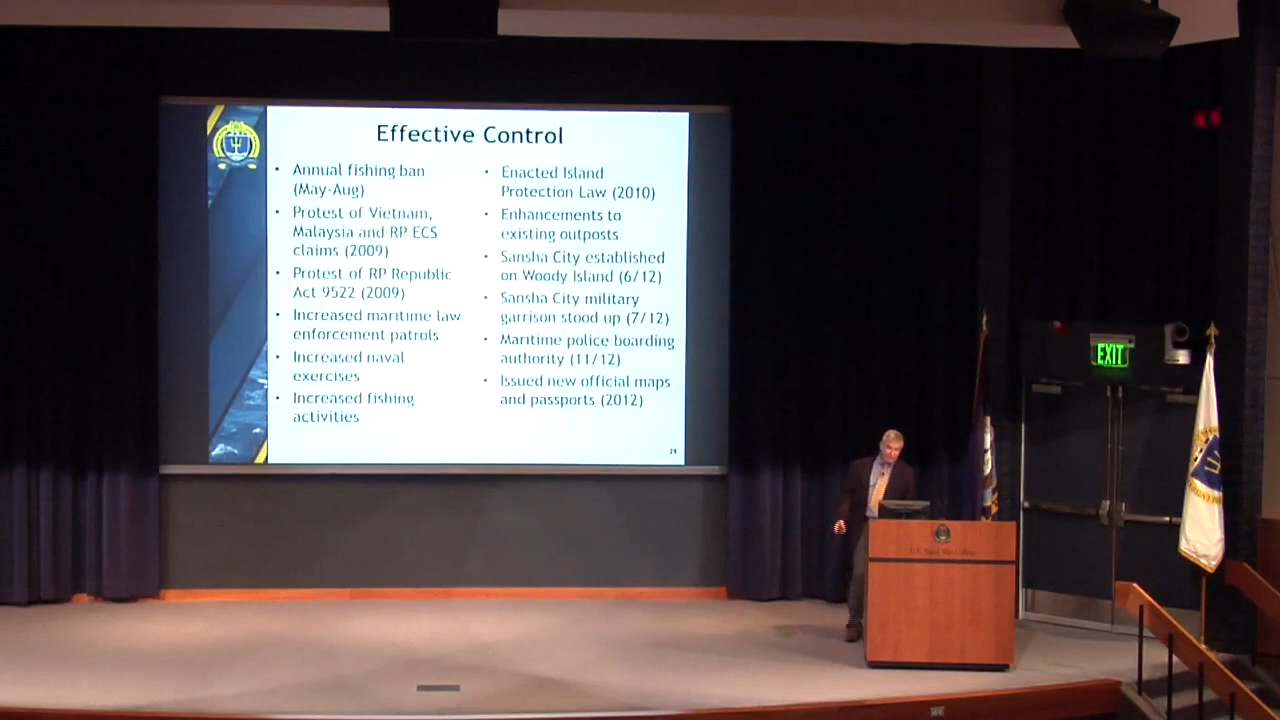 Effective Control
• Annual fishing ban
(May-Aug)
• Protest of Vietnam,
Malaysia and RP ECS
claims (2009)
• Protest of RP Republic
Act 9522 (2009)
• Increased maritime law
enforcement patrols
• Increased naval
exercises
• Increased fishing
activities
• Enacted Island
Protection Law (2010)
• Enhancements to
existing outposts
• Sansha City established
on Woody Island (6/12)
• Sansha City military
garrison stood up (7/12)
• Maritime police boarding
authority (11/12)
• Issued new official maps
and passports (2012)
EXIT
U.S. Naval War College